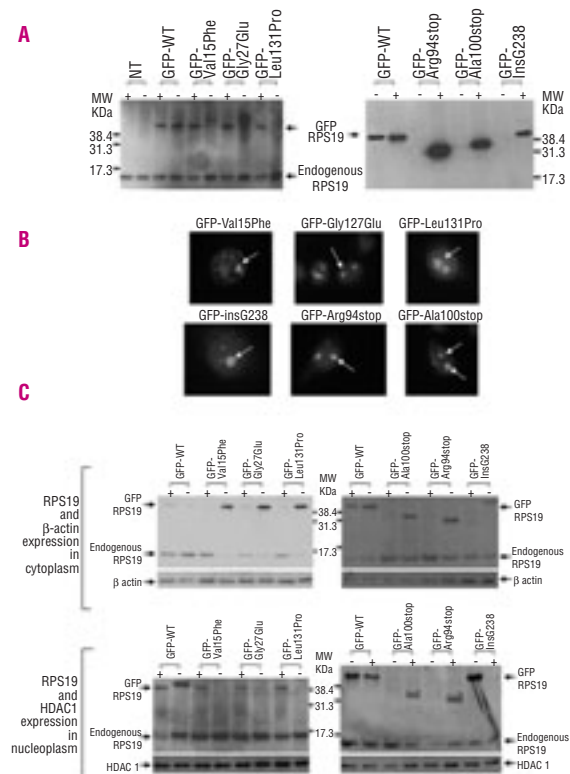 A
NT
GFP-WT
GFP-
Val15Phe
GFP-
Gly27Glu
GFP-
Leu131Pro
GFP-WT
GFP-
Arg94stop
GFP-
Ala100stop
GFP-
InsG238
MW
KDa
+ - + - + - + - + -
- + - + - + - +
MW
KDa
38.4
31.3
17.3
GFP
RPS19
Endogenous
RPS19
38.4
31.3
17.3
B
GFP-Val15Phe
GFP-Gly127Glu
GFP-Leu131Pro
GFP-insG238
GFP-Arg94stop
GFP-Ala100stop
C
RPS19
and
β-actin
expression
in
cytoplasm
GFP-WT
GFP-
Val15Phe
GFP-
Gly27Glu
GFP-
Leu131Pro
GFP-WT
GFP-
Ala100stop
GFP-
Arg94stop
GFP-
InsG238
+ - + - + - + -
MW
KDa
+ - + - + - + -
GFP
RPS19
38.4
31.3
17.3
GFP
RPS19
Endogenous
RPS19
Endogenous
RPS19
β actin
β actin
RPS19
and
HDAC1
expression
in
nucleoplasm
GFP-WT
GFP-
Val15Phe
GFP-
Gly27Glu
GFP-
Leu131Pro
GFP-WT
GFP-
Ala100stop
GFP-
Arg94stop
GFP-
InsG238
+ - + - + - + -
MW
KDa
- + - + - + - +
GFP
RPS19
38.4
31.3
17.3
GFP
RPS19
Endogenous
RPS19
Endogenous
RPS19
HDAC 1
HDAC 1